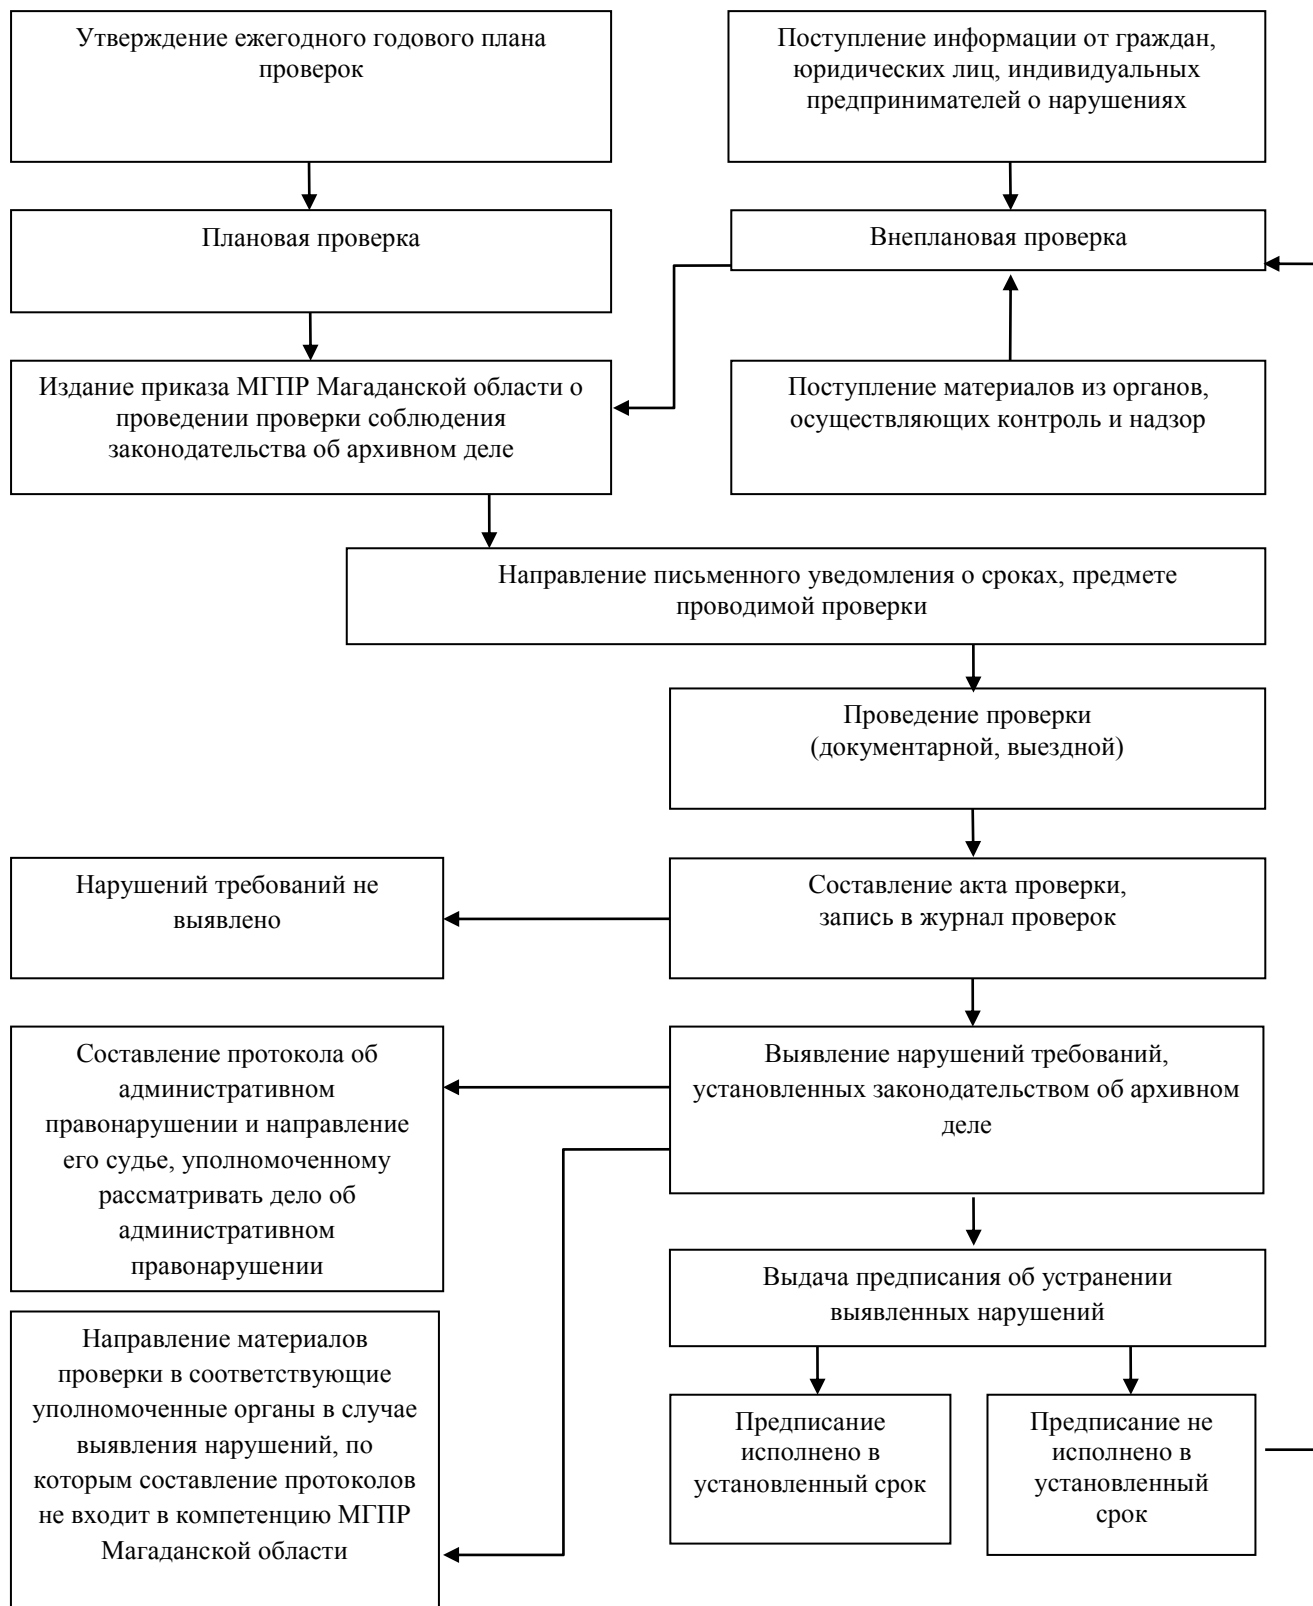 Утверждение ежегодного годового плана
проверок
Поступление информации от граждан,
юридических лиц, индивидуальных
предпринимателей о нарушениях
Плановая проверка
Внеплановая проверка
Издание приказа МГПР Магаданской области о
проведении проверки соблюдения
законодательства об архивном деле
Поступление материалов из органов,
осуществляющих контроль и надзор
Направление письменного уведомления о сроках, предмете
проводимой проверки
Проведение проверки
(документарной, выездной)
Нарушений требований не
выявлено
Составление акта проверки,
запись в журнал проверок
Составление протокола об
административном
правонарушении и направление
его судье, уполномоченному
рассматривать дело об
административном
правонарушении
Выявление нарушений требований,
установленных законодательством об архивном
деле
Выдача предписания об устранении
выявленных нарушений
Направление материалов
проверки в соответствующие
уполномоченные органы в случае
выявления нарушений, по
которым составление протоколов
не входит в компетенцию МГПР
Магаданской области
Предписание
исполнено в
установленный срок
Предписание не
исполнено в
установленный
срок